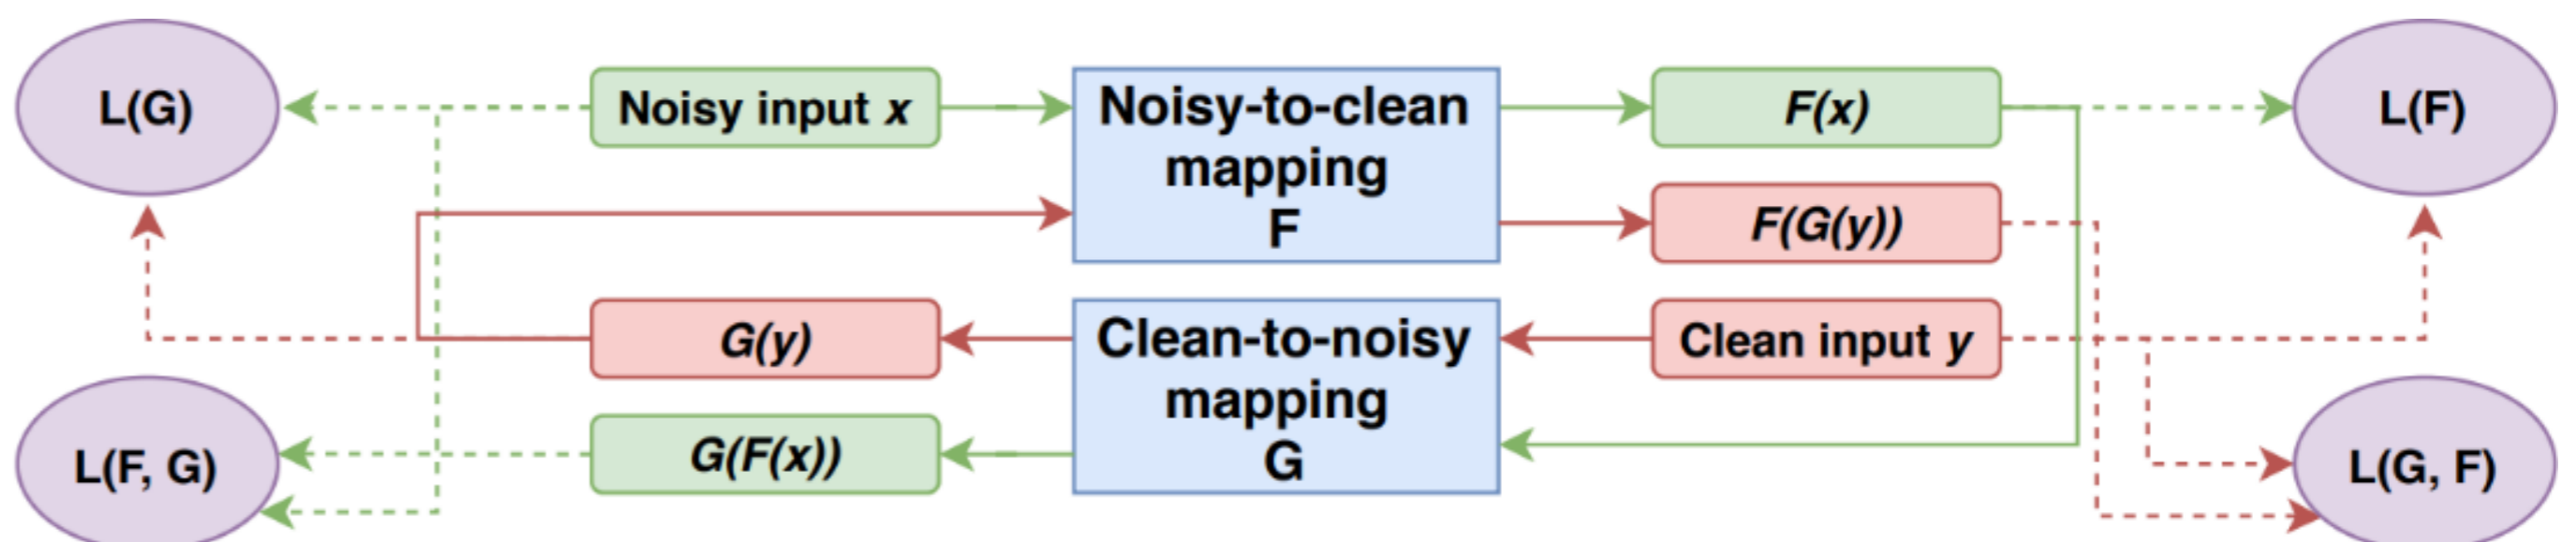 L(G)
Noisy input x
Noisy-to-clean
mapping
F
F(x)
L(F)
F(G(y))
G(y)
Clean-to-noisy
mapping
G
Clean input y
L(F, G)
G(F(x))
L(G, F)